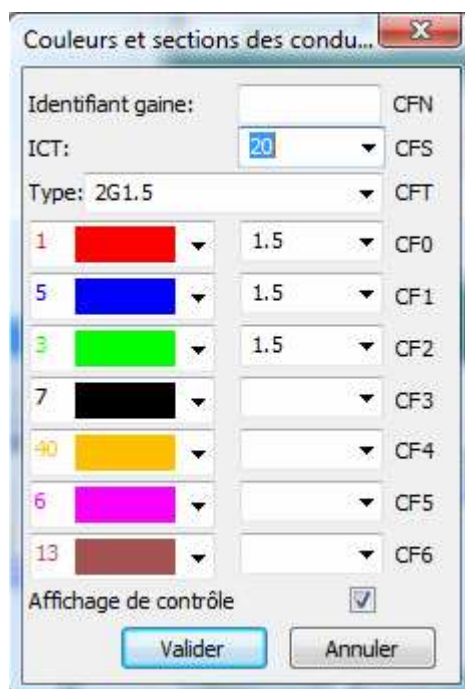 Couleurs et sections des condu...
Identifiant gaine: CFN
ICT: 20 CFS
Type: 2G1.5 CFT
1 1.5 CF0
5 1.5 CF1
3 1.5 CF2
7 CF3
40 CF4
6 CF5
13 CF6
Affichage de contrôle
Valider Annuler